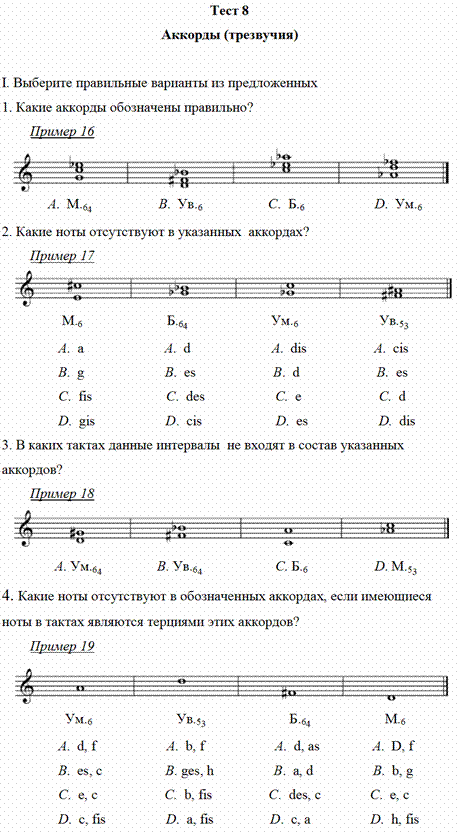 Тест 8
Аккорды (трезвучия)
I. Выберите правильные варианты из предложенных
1. Какие аккорды обозначены правильно?
Пример 16
A. М.64 B. Ув.6 C. Б.6 D. Ум.6
2. Какие ноты отсутствуют в указанных аккордах?
Пример 17
М.6 Б.64 Ум.6 Ув.53
A. a A. d A. dis A. cis
B. g B. es B. d B. es
C. fis C. des C. e C. d
D. gis D. cis D. es D. dis
3. В каких тактах данные интервалы не входят в состав указанных
аккордов?
Пример 18
A. Ум.64 B. Ув.64 C. Б.6 D. М.53
4. Какие ноты отсутствуют в обозначенных аккордах, если имеющиеся
ноты в тактах являются терциями этих аккордов?
Пример 19
Ум.6 Ув.53 Б.64 М.6
A. d, f A. b, f A. d, as A. D, f
B. es, c B. ges, h B. a, d B. b, g
C. e, c C. b, fis C. des, c C. e, c
D. c, fis D. a, fis D. c, a D. h, fis